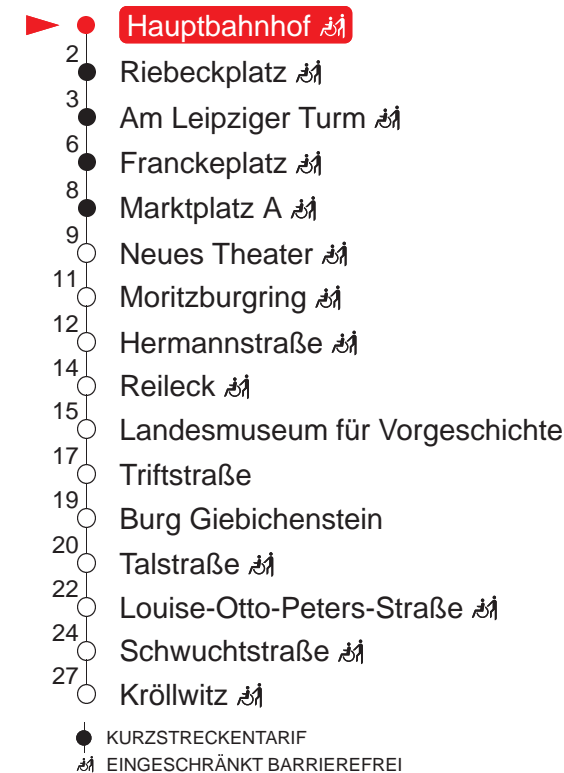 Hauptbahnhof
2
Riebeckplatz
3
Am Leipziger Turm
6
Franckeplatz
8
Marktplatz A
9
Neues Theater
11
Moritzburgring
12
Hermannstraße
14
Reileck
15
Landesmuseum für Vorgeschichte
17
Triftstraße
19
Burg Giebichenstein
20
Talstraße
22
Louise-Otto-Peters-Straße
24
Schwuchtstraße
27
Kröllwitz
KURZSTRECKENTARIF
EINGESCHRÄNKT BARRIEREFREI